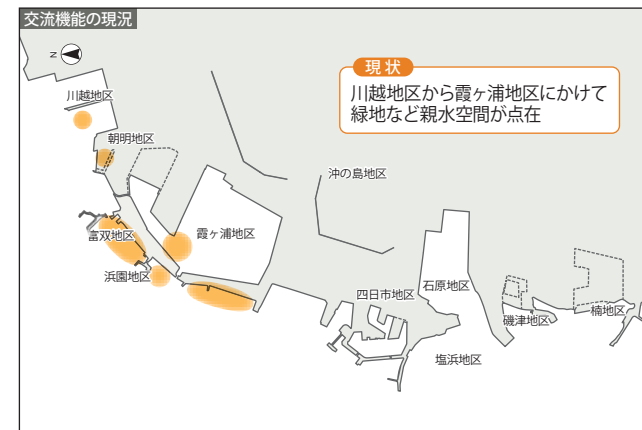 交流機能の現況
N
現状
川越地区から霞ヶ浦地区にかけて
緑地など親水空間が点在
川越地区
朝明地区
沖の島地区
富双地区
霞ヶ浦地区
浜園地区
四日市地区
石原地区
磯津地区
楠地区
塩浜地区